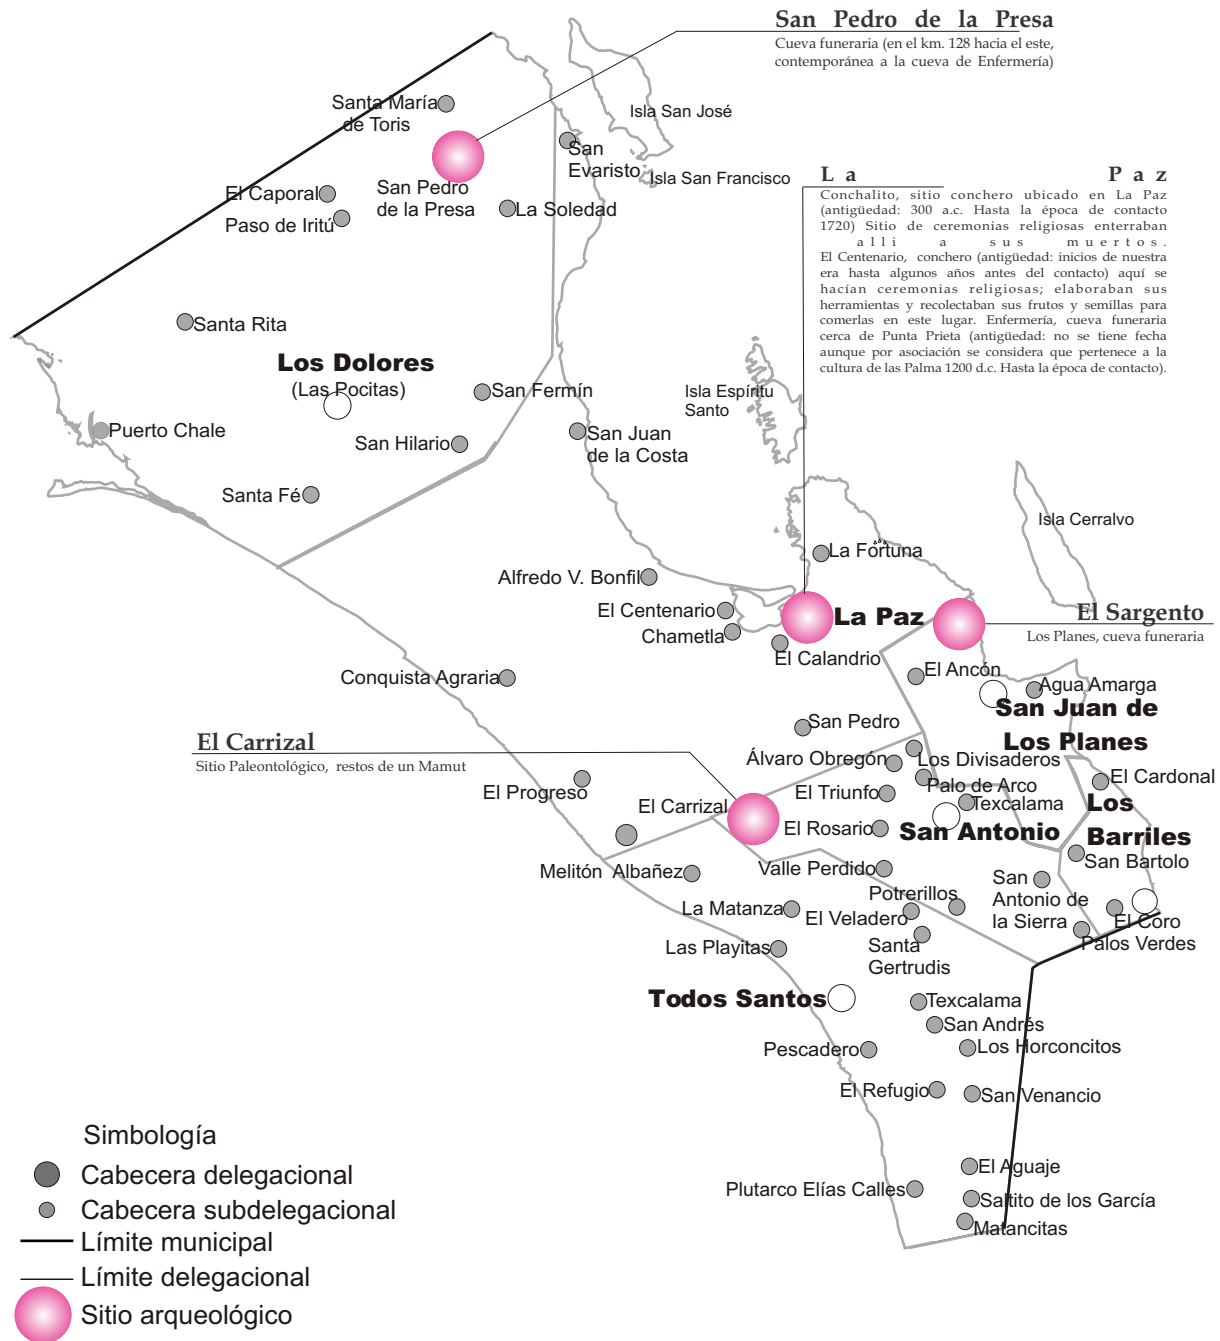 San Pedro de la Presa
Cueva funeraria (en el km. 128 hacia el este,
contemporánea a la cueva de Enfermería)
Santa María
de Toris
Isla San José
San
Evaristo
Isla San Francisco
El Caporal
San Pedro
de la Presa
La Soledad
Paso de Iritú
La Paz
Conchalito, sitio conchero ubicado en La Paz
(antigüedad: 300 a.c. Hasta la época de contacto
1720) Sitio de ceremonias religiosas enterraban
alli a sus muertos.
El Centenario, conchero (antigüedad: inicios de nuestra
era hasta algunos años antes del contacto) aquí se
hacían ceremonias religiosas; elaboraban sus
herramientas y recolectaban sus frutos y semillas para
comerlas en este lugar. Enfermería, cueva funeraria
cerca de Punta Prieta (antigüedad: no se tiene fecha
aunque por asociación se considera que pertenece a la
cultura de las Palma 1200 d.c. Hasta la época de contacto).
Santa Rita
Los Dolores
(Las Pocitas)
San Fermín
Isla Espíritu
Santo
Puerto Chale
San Hilario
San Juan
de la Costa
Santa Fé
Isla Cerralvo
La Fortuna
Alfredo V. Bonfil
El Centenario
La Paz
El Sargento
Los Planes, cueva funeraria
Chametla
El Calandrio
El Ancón
Conquista Agraria
Agua Amarga
San Juan de
Los Planes
San Pedro
El Carrizal
Sitio Paleontológico, restos de un Mamut
Álvaro Obregón
Los Divisaderos
El Progreso
El Triunfo
Palo de Arco
El Cardonal
El Carrizal
Texcalama
Los
Barriles
El Rosario
San Antonio
San Bartolo
Melitón Albañez
Valle Perdido
San
Antonio de
la Sierra
Potrerillos
La Matanza
El Veladero
El Coro
Palos Verdes
Las Playitas
Santa
Gertrudis
Todos Santos
Texcalama
San Andrés
Pescadero
Los Horconcitos
El Refugio
San Venancio
El Aguaje
Plutarco Elías Calles
Saltito de los García
Matancitas
Simbología
Cabecera delegacional
Cabecera subdelegacional
Límite municipal
Límite delegacional
Sitio arqueológico